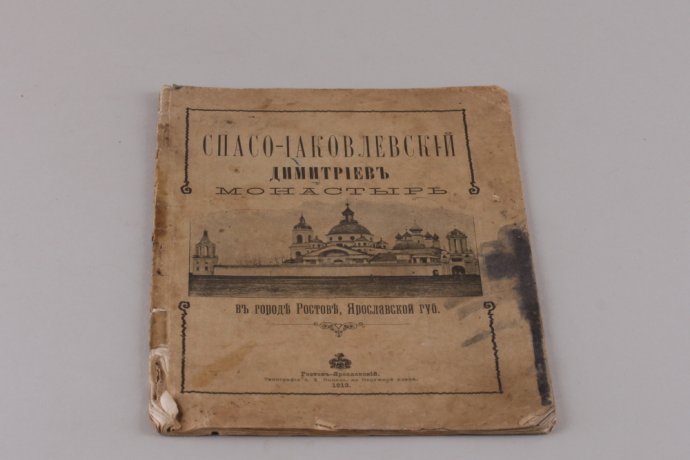 СПАСО-ІАКОВЛЕВСКІЙ
ДИМИТРІЕВЪ
МОНАСТЫРЬ
въ городѣ Ростовѣ, Ярославской губ.
Ростовъ-Ярославскій.
1913.